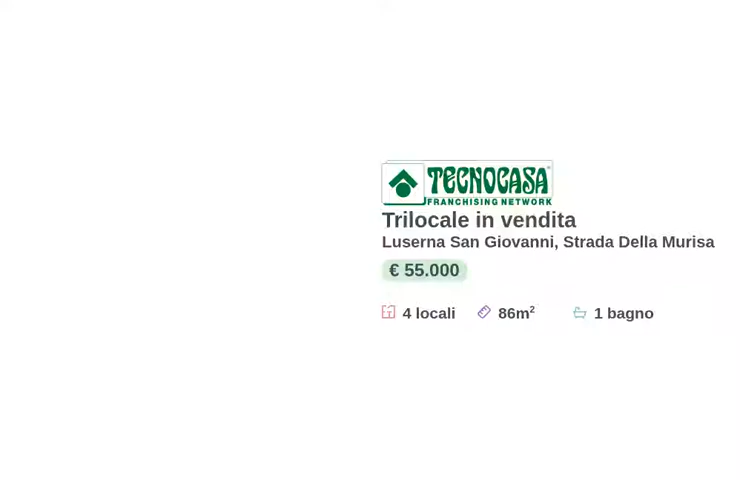 TECNOCASA
FRANCHISING NETWORK
Trilocale in vendita
Luserna San Giovanni, Strada Della Murisa
€ 55.000
4 locali 86m² 1 bagno